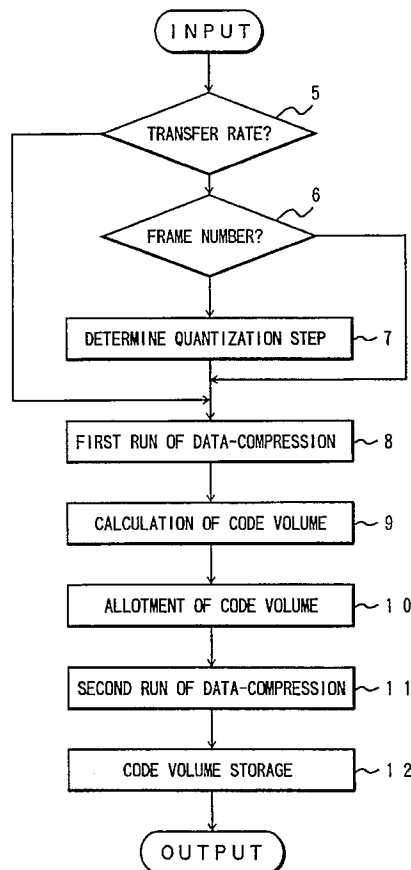 INPUT
5
TRANSFER RATE?
6
FRAME NUMBER?
DETERMINE QUANTIZATION STEP
7
FIRST RUN OF DATA-COMPRESSION
8
CALCULATION OF CODE VOLUME
9
ALLOTMENT OF CODE VOLUME
10
SECOND RUN OF DATA-COMPRESSION
11
CODE VOLUME STORAGE
12
OUTPUT